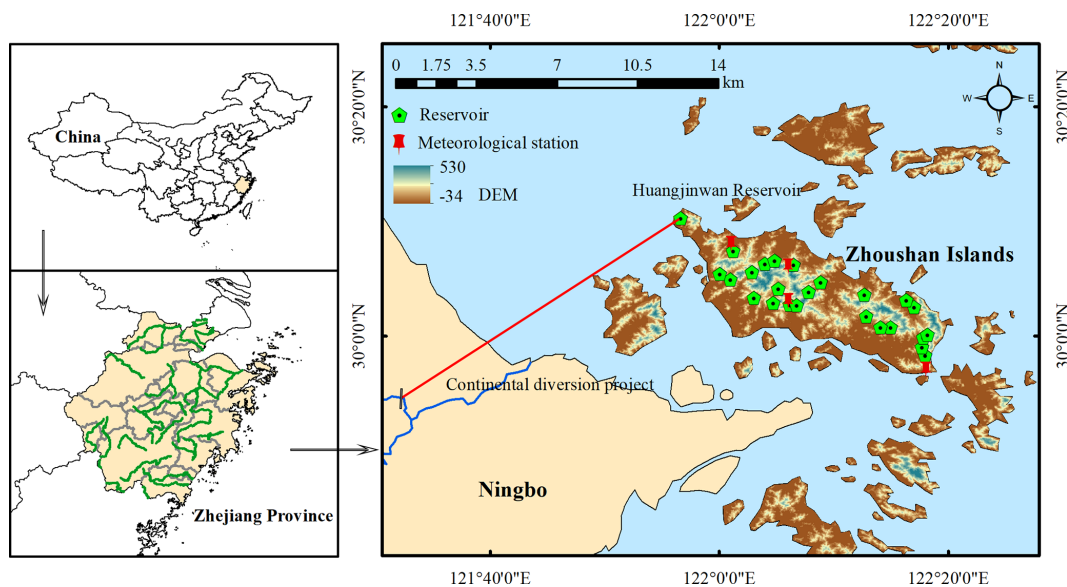 121°40'0"E 122°0'0"E 122°20'0"E
0 1.75 3.5 7 10.5 14
km
N
W E
S
Reservoir
Meteorological station
530
-34 DEM
China
Huangjinwan Reservoir
Zhoushan Islands
30°20'0"N 30°20'0"N
30°0'0"N 30°0'0"N
Continental diversion project
Ningbo
Zhejiang Province
121°40'0"E 122°0'0"E 122°20'0"E